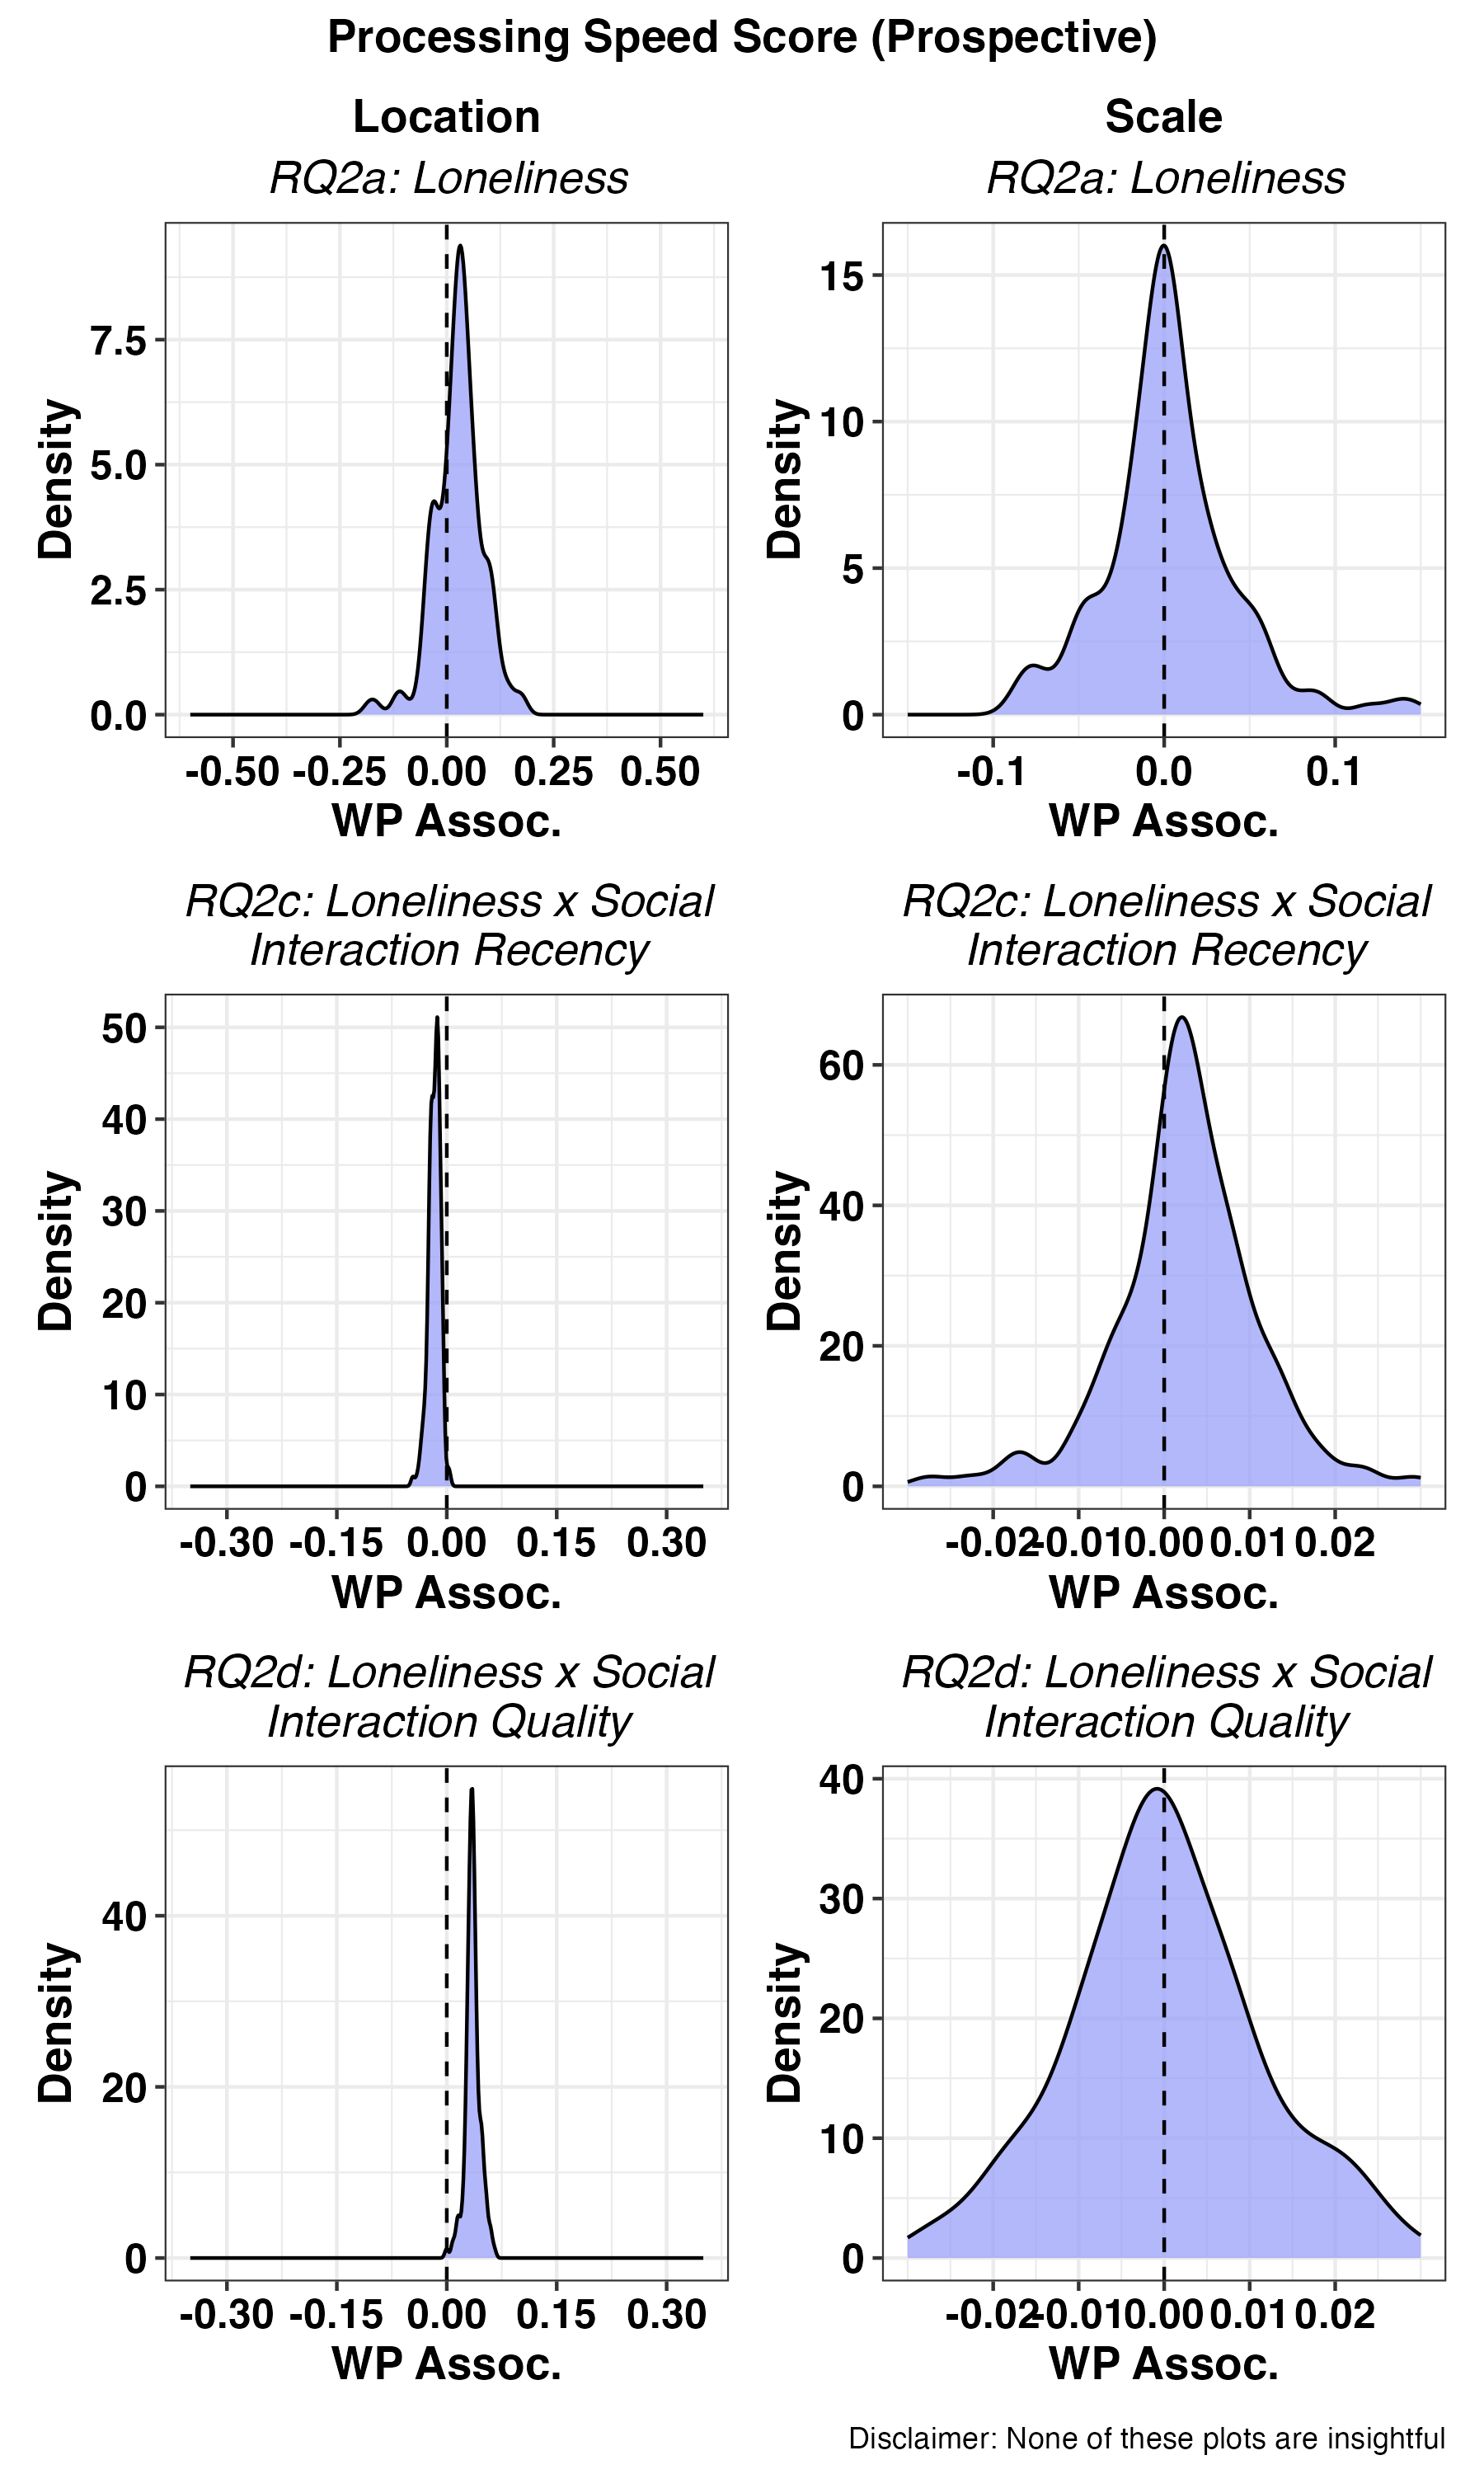 Processing Speed Score (Prospective)
Location
Scale
RQ2a: Loneliness
RQ2a: Loneliness
Density
7.5
5.0
2.5
0.0
-0.50 -0.25 0.00 0.25 0.50
WP Assoc.
Density
15
10
5
0
-0.1 0.0 0.1
WP Assoc.
RQ2c: Loneliness x Social
Interaction Recency
RQ2c: Loneliness x Social
Interaction Recency
Density
50
40
30
20
10
0
-0.30 -0.15 0.00 0.15 0.30
WP Assoc.
Density
60
40
20
0
-0.02 -0.01 0.00 0.01 0.02
WP Assoc.
RQ2d: Loneliness x Social
Interaction Quality
RQ2d: Loneliness x Social
Interaction Quality
Density
40
20
0
-0.30 -0.15 0.00 0.15 0.30
WP Assoc.
Density
40
30
20
10
0
-0.02 -0.01 0.00 0.01 0.02
WP Assoc.
Disclaimer: None of these plots are insightful